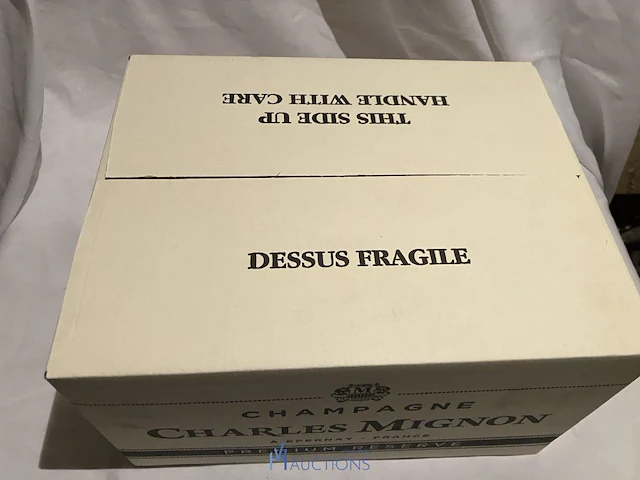 THIS SIDE UP
HANDLE WITH CARE
DESSUS FRAGILE
M
CHAMPAGNE
CHARLES MIGNON
A EPERNAY - FRANCE
PREMIUM RESERVE
AUCTIONS